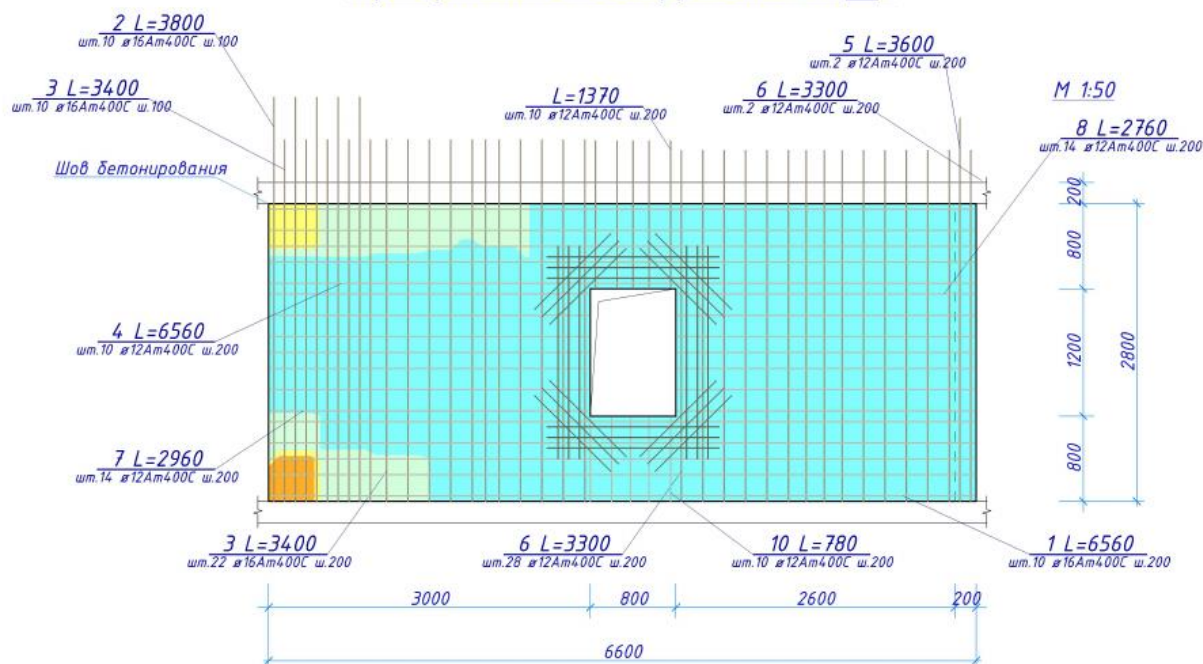 2 L=3800
шт.10 ⌀16Ат400С ш.100
5 L=3600
шт.2 ⌀12Ат400С ш.200
3 L=3400
шт.10 ⌀16Ат400С ш.100
L=1370
шт.10 ⌀12Ат400С ш.200
6 L=3300
шт.2 ⌀12Ат400С ш.200
М 1:50
8 L=2760
шт.14 ⌀12Ат400С ш.200
Шов бетонирования
200
800
4 L=6560
шт.10 ⌀12Ат400С ш.200
1200
2800
7 L=2960
шт.14 ⌀12Ат400С ш.200
800
3 L=3400
шт.22 ⌀16Ат400С ш.200
6 L=3300
шт.28 ⌀12Ат400С ш.200
10 L=780
шт.10 ⌀12Ат400С ш.200
1 L=6560
шт.10 ⌀16Ат400С ш.200
3000
800
2600
200
6600